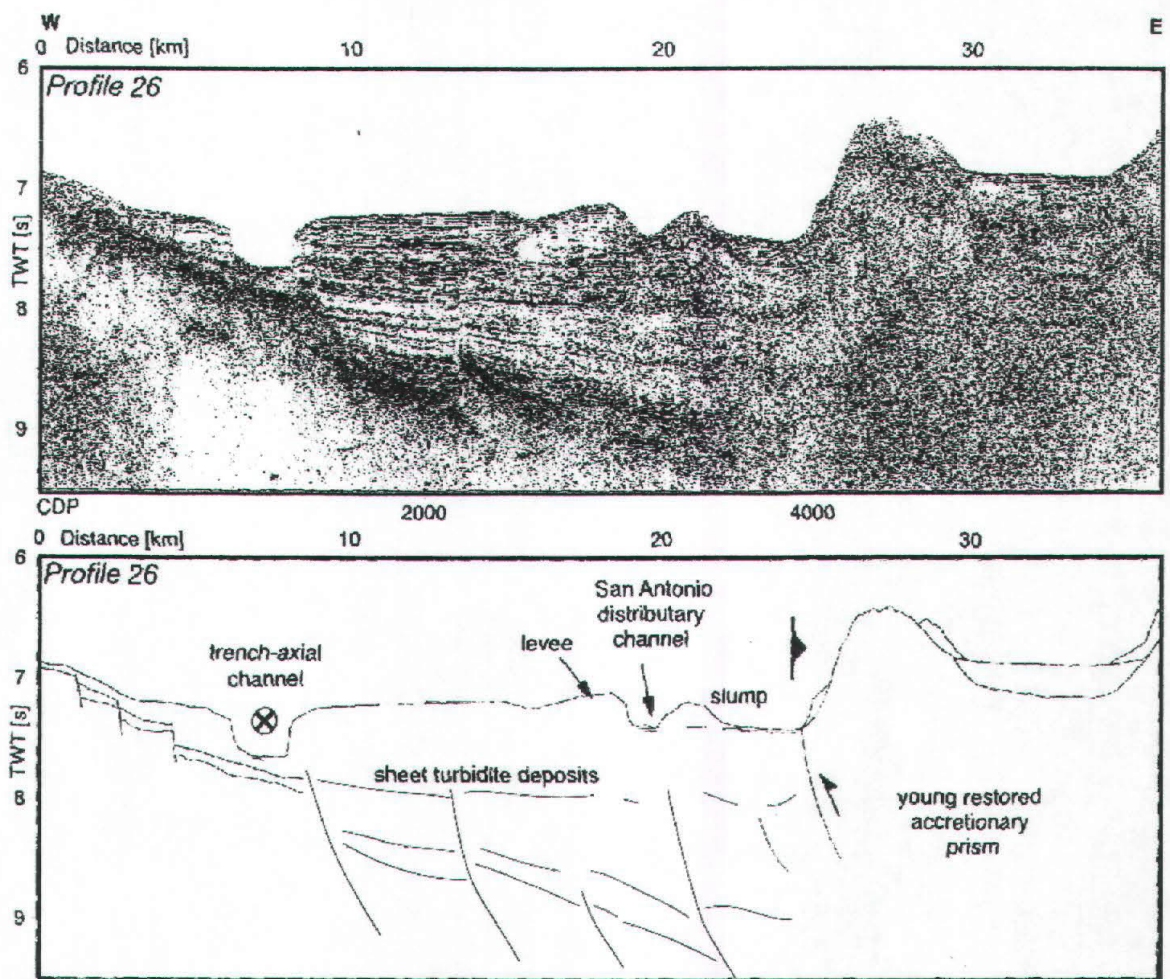 W E
0 Distance [km] 10 20 30
6
Profile 26
7
TWT [s]
8
9
CDP 2000 4000
0 Distance [km] 10 20 30
6
Profile 26
San Antonio
distributary
channel
levee
trench-axial
channel
7
slump
TWT [s]
sheet turbidite deposits
8
young restored
accretionary
prism
9